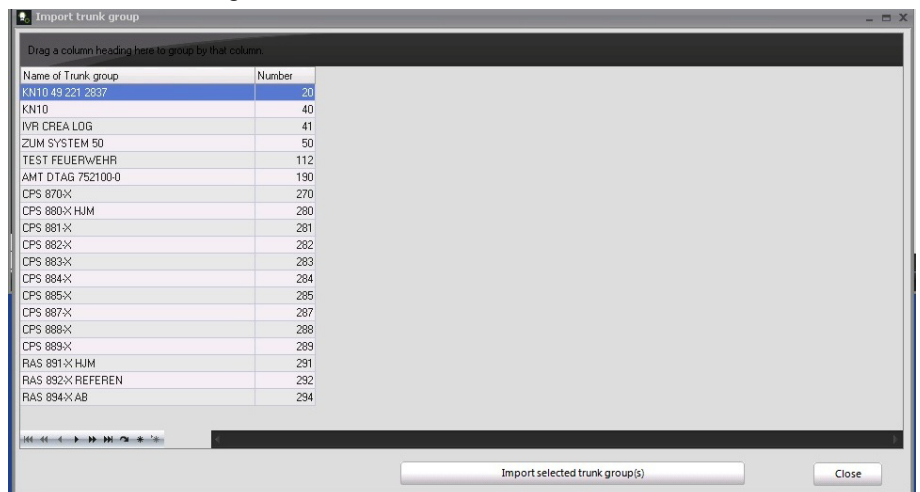 Import trunk group
Drag a column heading here to group by that column.
Name of Trunk group Number
KN10 49 221 2837 20
KN10 40
IVR CREA LOG 41
ZUM SYSTEM 50 50
TEST FEUERWEHR 112
AMT DTAG 752100-0 190
CPS 870-X 270
CPS 880-X HJM 280
CPS 881-X 281
CPS 882-X 282
CPS 883-X 283
CPS 884-X 284
CPS 885-X 285
CPS 887-X 287
CPS 888-X 288
CPS 889-X 289
RAS 891-X HJM 291
RAS 892-X REFEREN 292
RAS 894-X AB 294
Import selected trunk group(s) Close